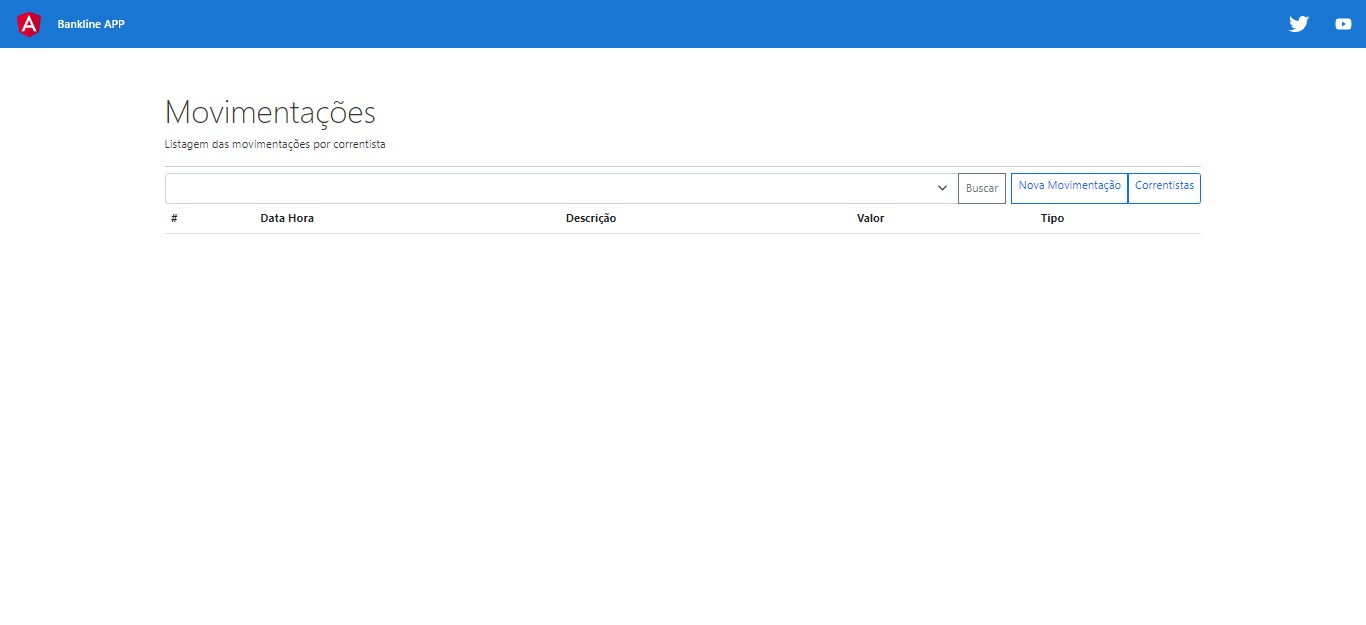 Bankline APP
Movimentações
Listagem das movimentações por correntista
Buscar Nova Movimentação Correntistas
# Data Hora Descrição Valor Tipo